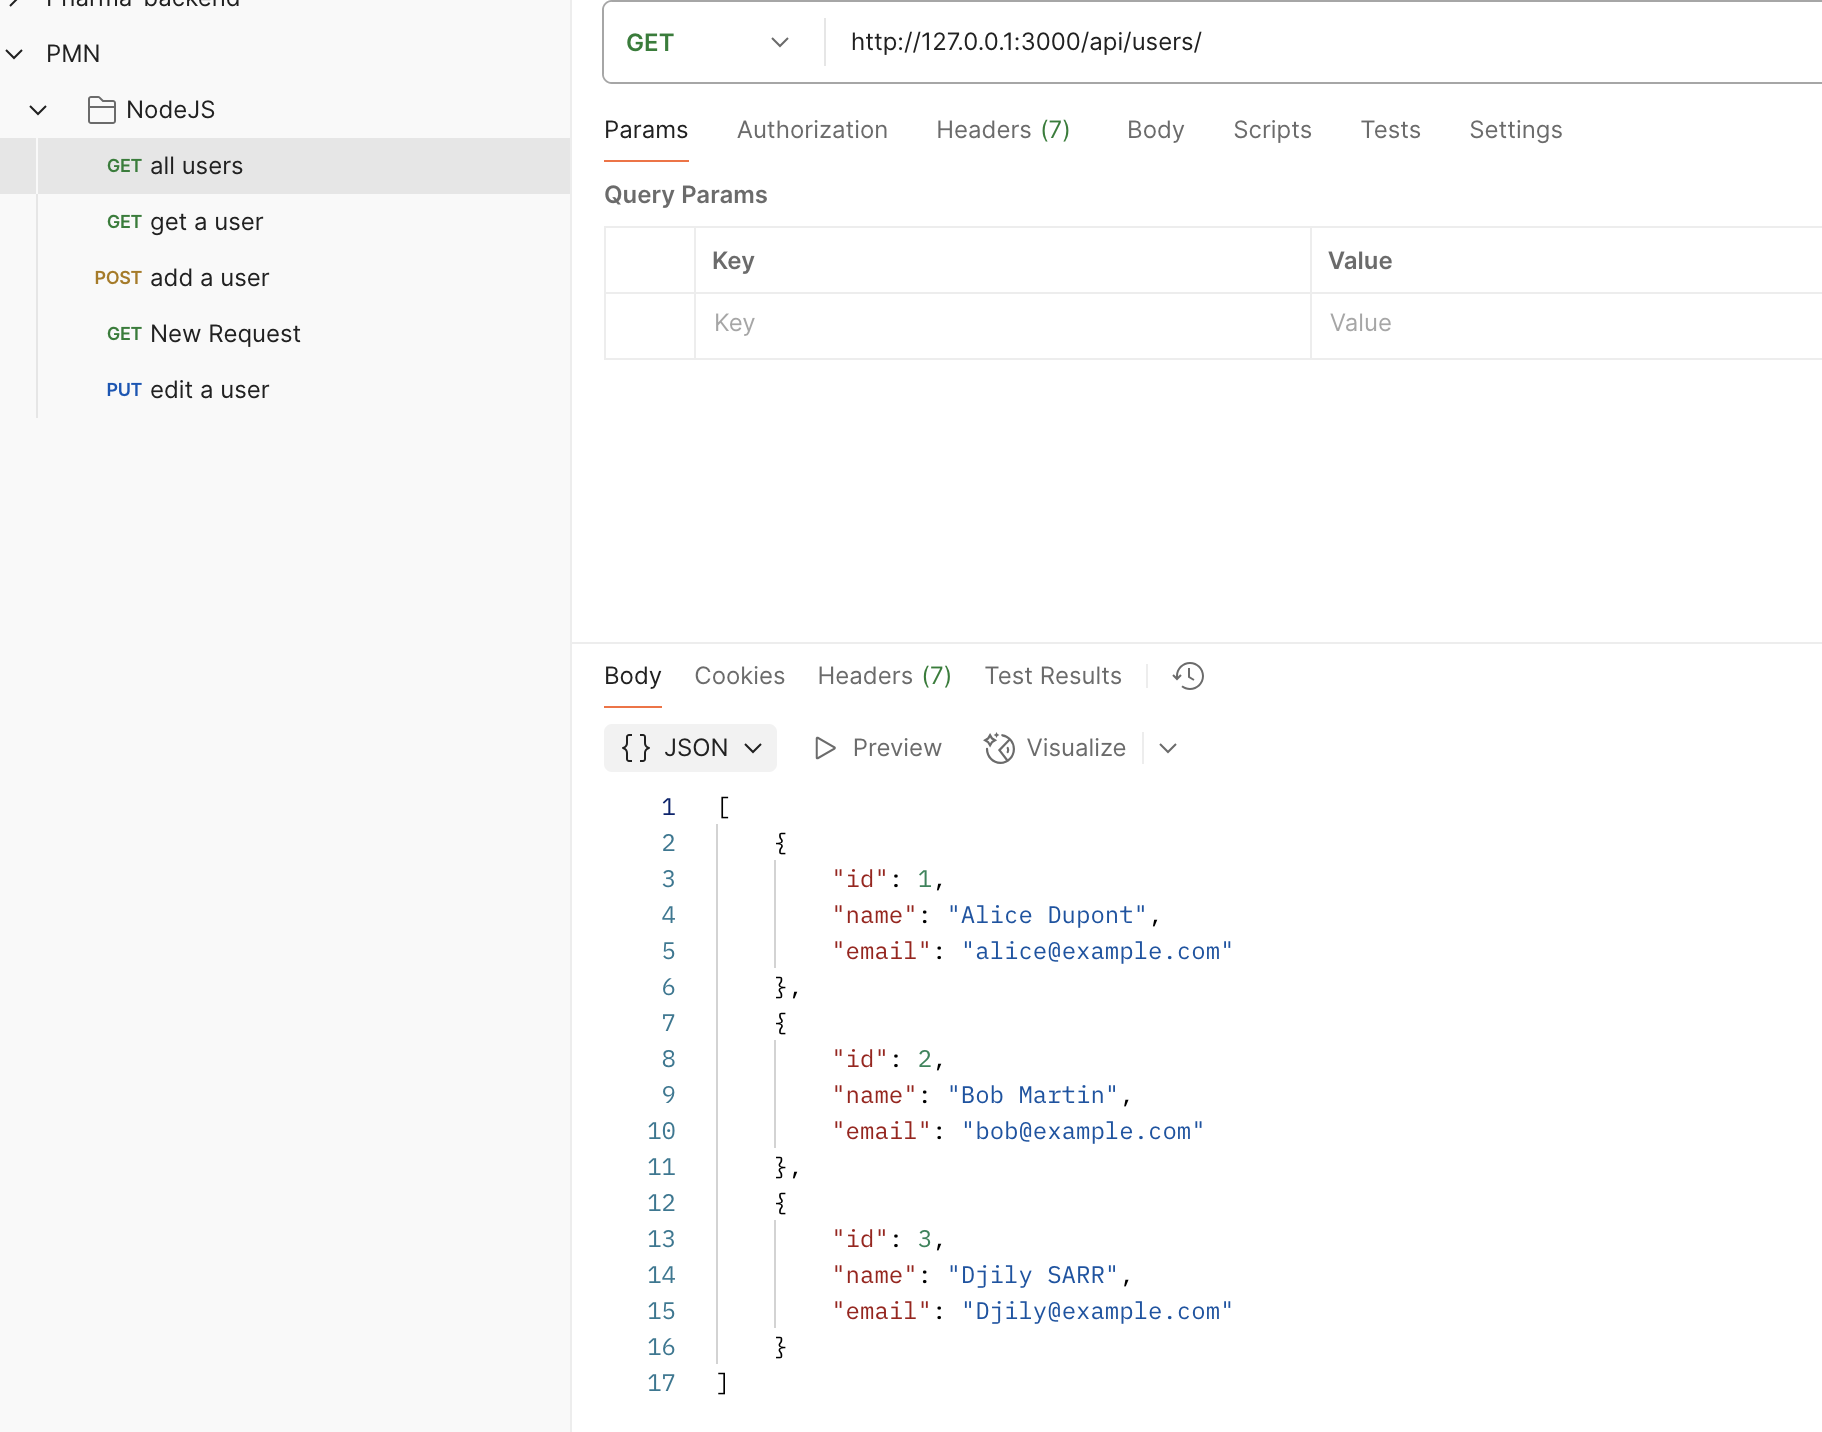 Pharma-backend
PMN
NodeJS
GET all users
GET get a user
POST add a user
GET New Request
PUT edit a user
GET http://127.0.0.1:3000/api/users/
Params Authorization Headers (7) Body Scripts Tests Settings
Query Params
Key Value
Key Value
Body Cookies Headers (7) Test Results
{} JSON Preview Visualize
1 [
2 {
3 "id": 1,
4 "name": "Alice Dupont",
5 "email": "alice@example.com"
6 },
7 {
8 "id": 2,
9 "name": "Bob Martin",
10 "email": "bob@example.com"
11 },
12 {
13 "id": 3,
14 "name": "Djily SARR",
15 "email": "Djily@example.com"
16 }
17 ]